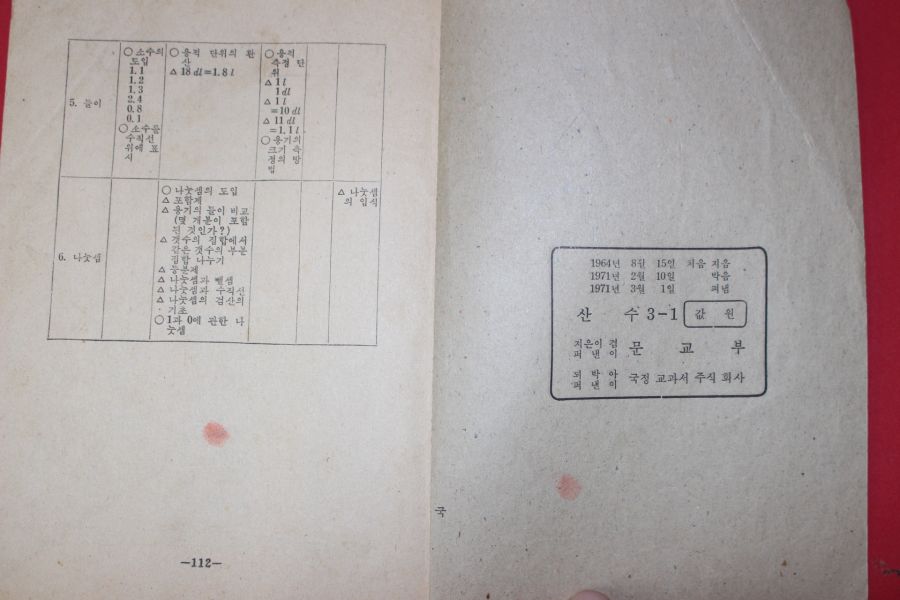 5. 들이
○ 소수의
도입
1.1
1.2
1.3
2.4
0.8
0.1
○ 소수를
수직선
위에 표
시
○ 용적 단위의 환
산
△ 18 dl=1.8 l
○ 용적
측정 단
위
△ 1 l
1 dl
△ 1 l
=10 dl
△ 11 dl
=1.1 l
○ 용기의
크기 측
정의 방
법
6. 나눗셈
○ 나눗셈의 도입
△ 포함제
△ 용기의 들이 비교
(몇 개분이 포함
된 것인가?)
△ 갯수의 집합에서
같은 갯수의 부분
집합 나누기
△ 등분제
△ 나눗셈과 뺄셈
△ 나눗셈과 수직선
△ 나눗셈의 검산의
기초
○ 1과 0에 관한 나
눗셈
△ 나눗셈
의 입식
—112—
국
1964년 8월 15일 처음 지음
1971년 2월 10일 박음
1971년 3월 1일 펴냄
산 수 3-1 값 원
지은이 겸
펴 낸 이 문 교 부
되 박 아
펴 낸 이 국정 교과서 주식 회사